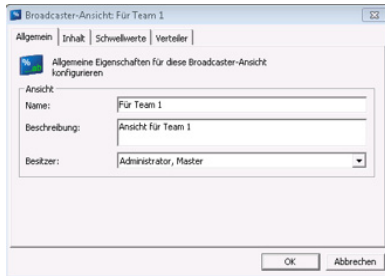 Broadcaster-Ansicht: Für Team 1
Allgemein Inhalt Schwellwerte Verteiler
%
ab
Allgemeine Eigenschaften für diese Broadcaster-Ansicht
konfigurieren
Ansicht
Name: Für Team 1
Beschreibung: Ansicht für Team 1
Besitzer: Administrator, Master
OK Abbrechen